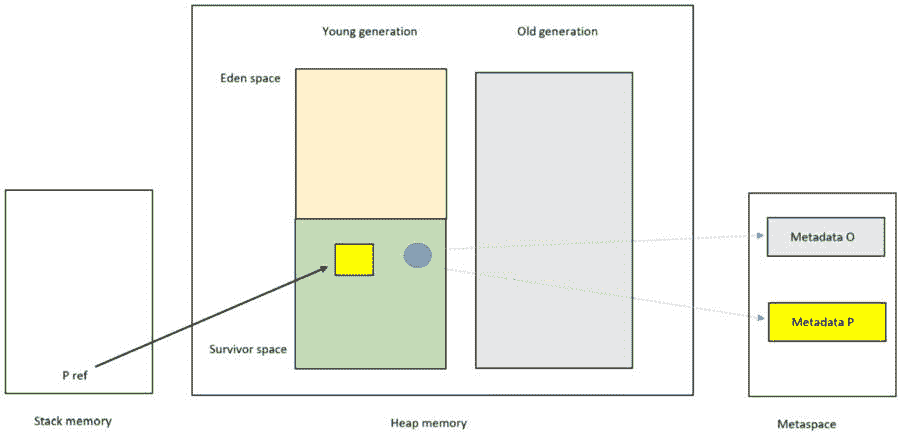 Young generation
Old generation
Eden space
Metadata O
Metadata P
Survivor space
P ref
Stack memory
Heap memory
Metaspace